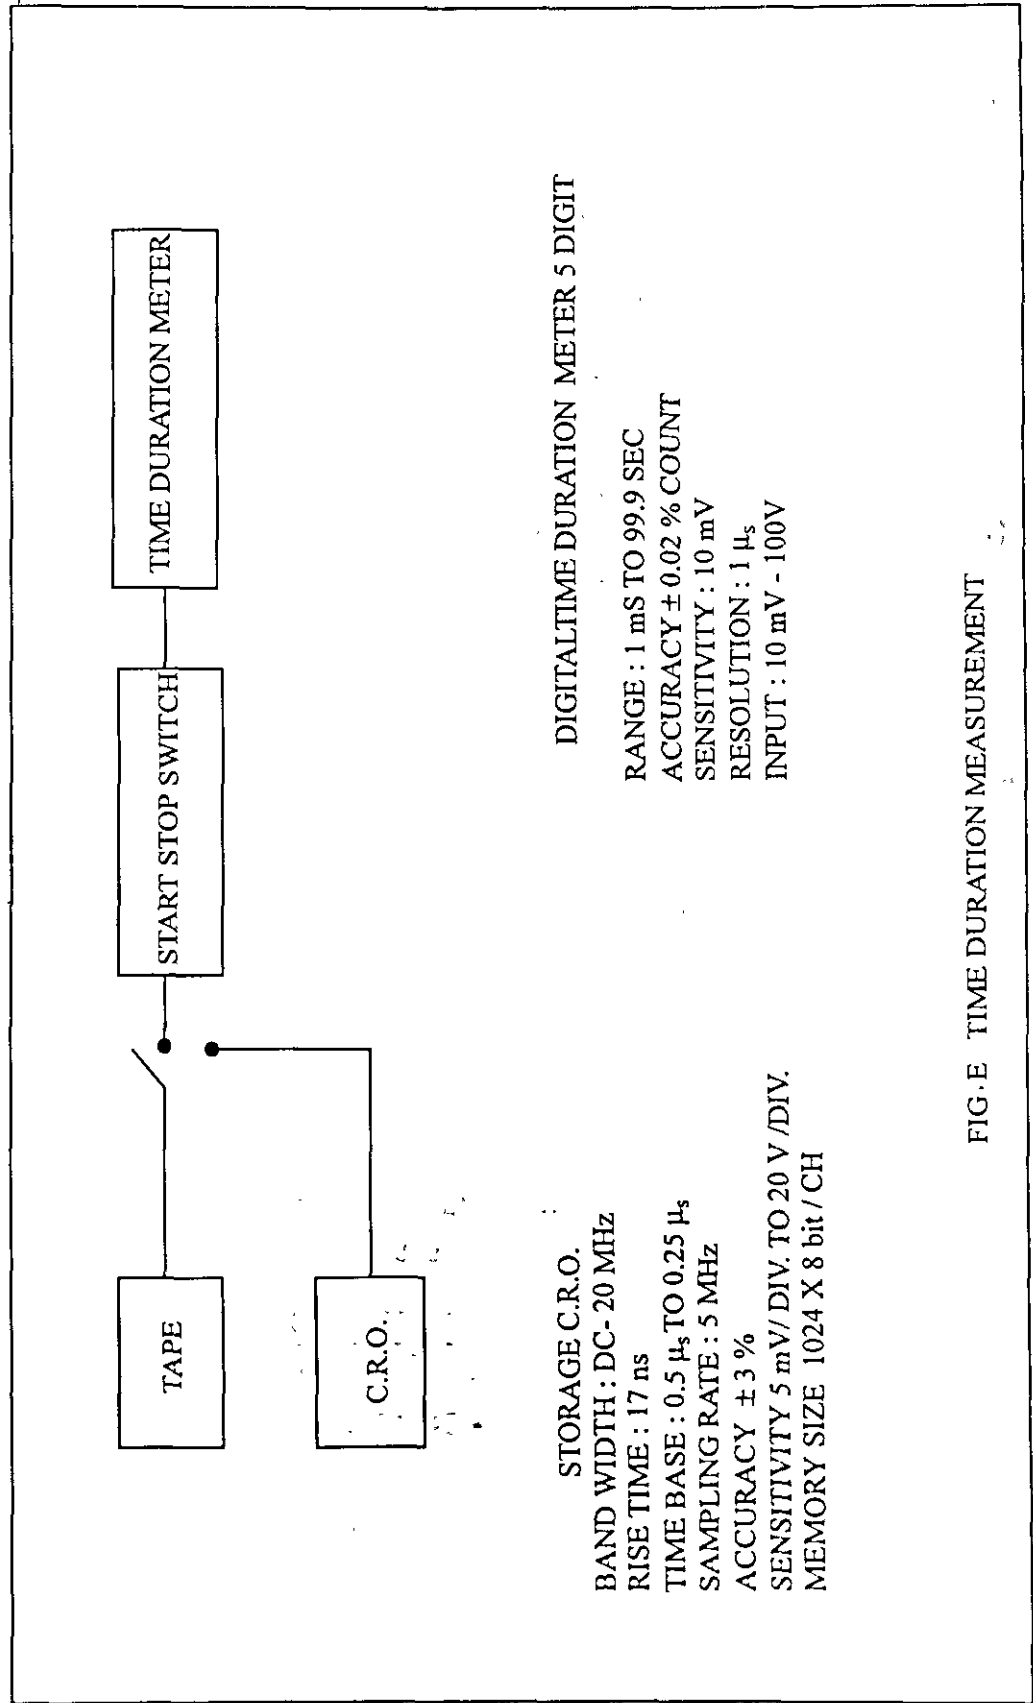 TAPE
C.R.O.
START STOP SWITCH
TIME DURATION METER
STORAGE C.R.O.
BAND WIDTH : DC- 20 MHz
RISE TIME : 17 ns
TIME BASE : 0.5 μs TO 0.25 μs
SAMPLING RATE : 5 MHz
ACCURACY ± 3 %
SENSITIVITY 5 mV/ DIV. TO 20 V /DIV.
MEMORY SIZE 1024 X 8 bit / CH
DIGITALTIME DURATION METER 5 DIGIT
RANGE : 1 mS TO 99.9 SEC
ACCURACY ± 0.02 % COUNT
SENSITIVITY : 10 mV
RESOLUTION : 1 μs
INPUT : 10 mV - 100V
FIG. E TIME DURATION MEASUREMENT